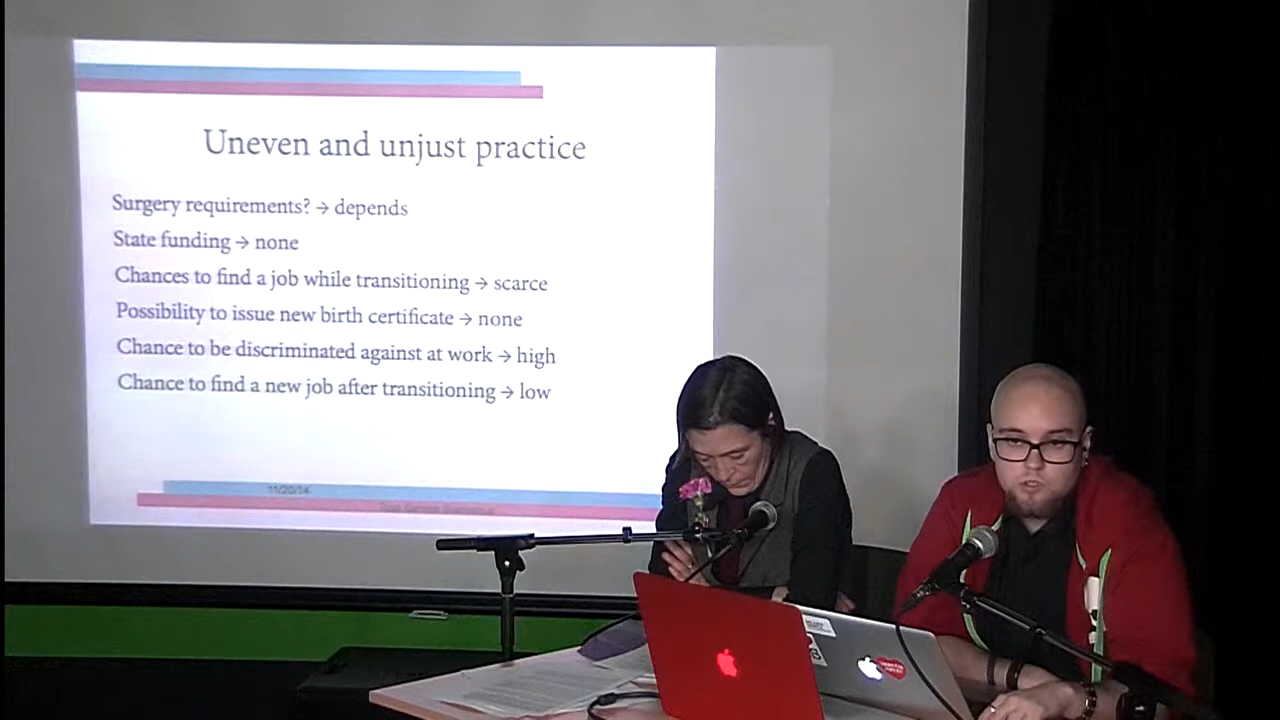 Uneven and unjust practice
Surgery requirements? → depends
State funding → none
Chances to find a job while transitioning → scarce
Possibility to issue new birth certificate → none
Chance to be discriminated against at work → high
Chance to find a new job after transitioning → low
11/20/14